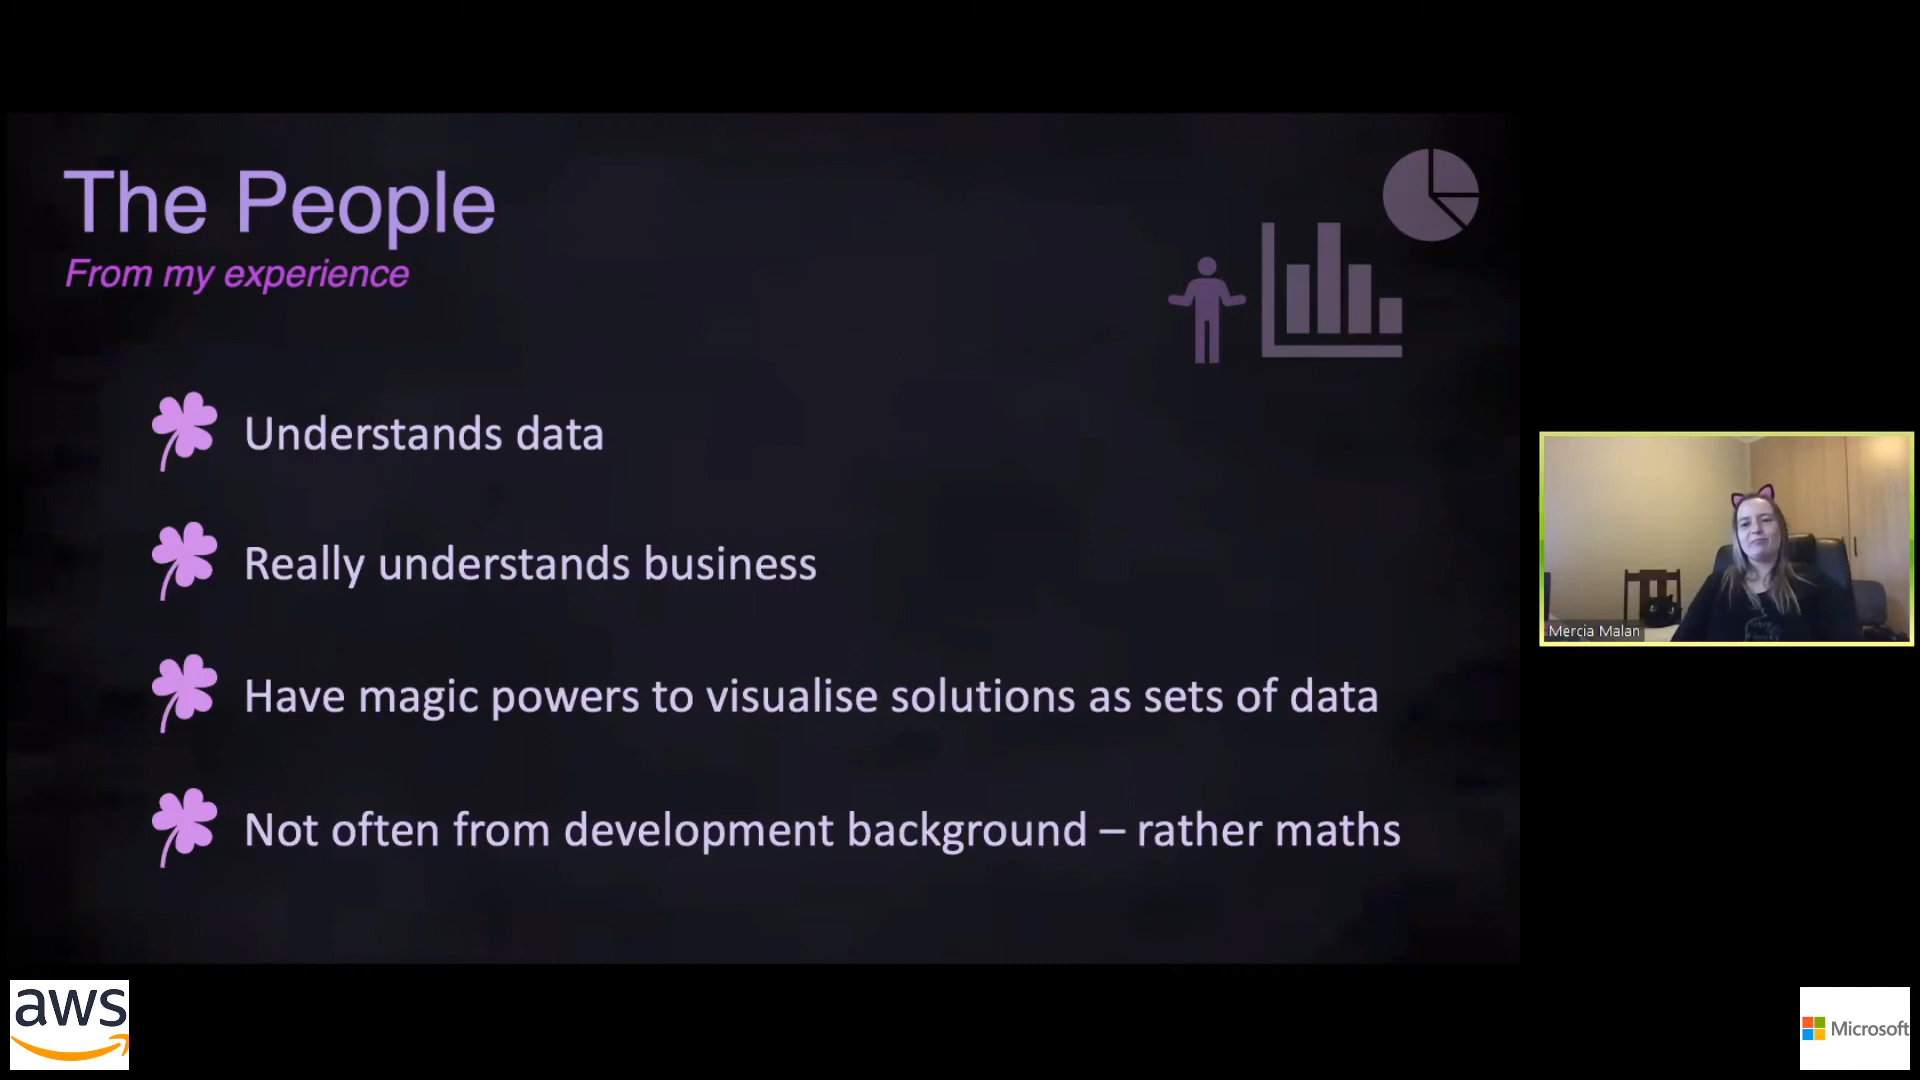 The People
From my experience
Understands data
Really understands business
Have magic powers to visualise solutions as sets of data
Not often from development background – rather maths
Mercia Malan
aws
Microsoft